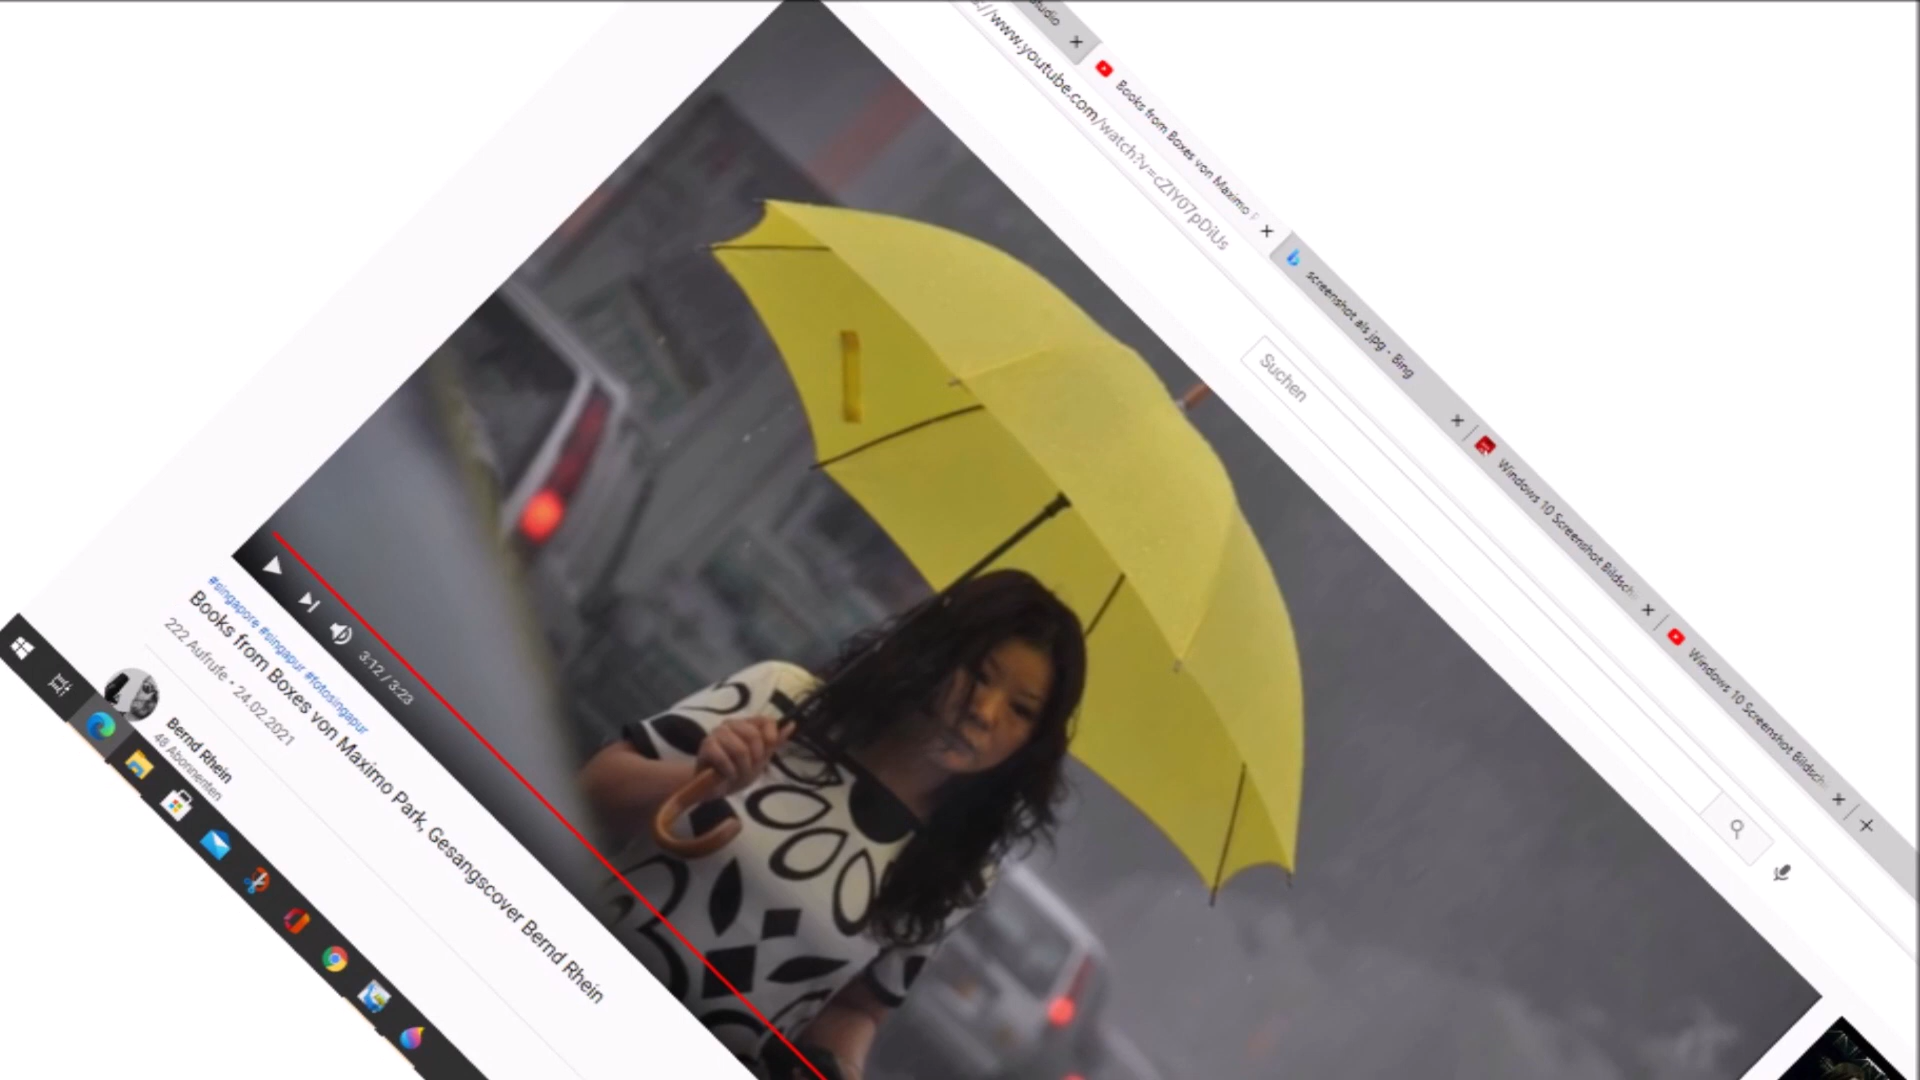 tudio
Books from Boxes von Maximo P
screenshot als jpg - Bing
Windows 10 Screenshot Bildsch
Windows 10 Screenshot Bildsch
://www.youtube.com/watch?v=cZIY07pDiUs
Suchen
3:12 / 3:23
#singapore #singapur #fotosingapur
Books from Boxes von Maximo Park, Gesangscover Bernd Rhein
222 Aufrufe • 24.02.2021
Bernd Rhein
48 Abonnenten